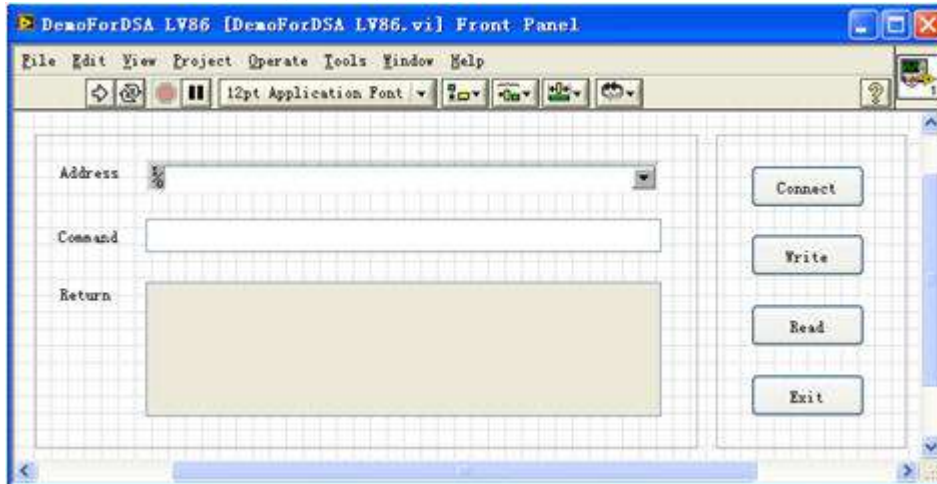 DemoForDSA LV86 [DemoForDSA LV86.vi] Front Panel
File Edit View Project Operate Tools Window Help
12pt Application Font
Address
Connect
Command
Write
Return
Read
Exit